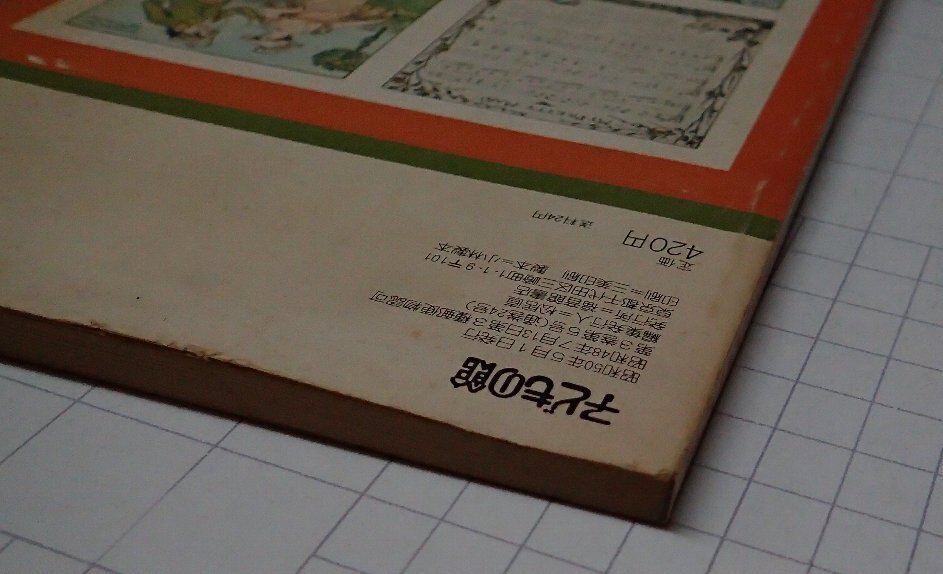 子どもの館
昭和50年5月1日発行
昭和48年7月13日第3種郵便物認可
第3巻第5号(通巻24号)
編集発行人=松居直
発行所=福音館書店
東京都千代田区三崎町1-1-9〒101
印刷=三美印刷 製本=小林製本
定価
420円
送料24円